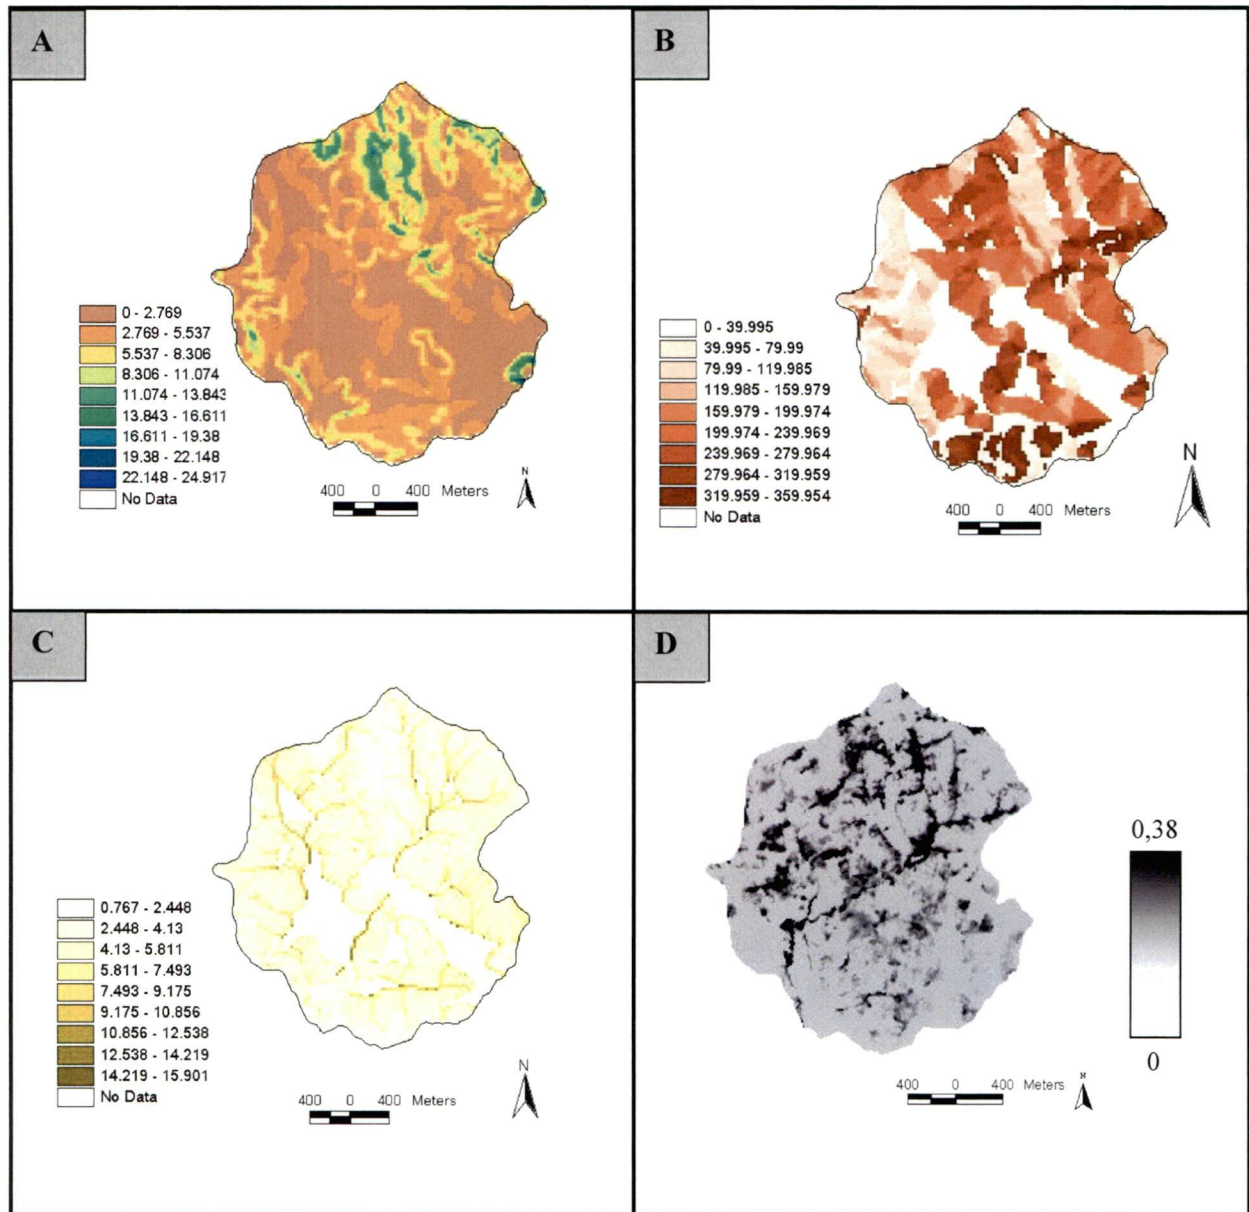 A
0 - 2.769
2.769 - 5.537
5.537 - 8.306
8.306 - 11.074
11.074 - 13.843
13.843 - 16.611
16.611 - 19.38
19.38 - 22.148
22.148 - 24.917
No Data
400 0 400 Meters
N
B
0 - 39.995
39.995 - 79.99
79.99 - 119.985
119.985 - 159.979
159.979 - 199.974
199.974 - 239.969
239.969 - 279.964
279.964 - 319.959
319.959 - 359.954
No Data
400 0 400 Meters
N
C
0.767 - 2.448
2.448 - 4.13
4.13 - 5.811
5.811 - 7.493
7.493 - 9.175
9.175 - 10.856
10.856 - 12.538
12.538 - 14.219
14.219 - 15.901
No Data
400 0 400 Meters
N
D
0,38
0
400 0 400 Meters
N